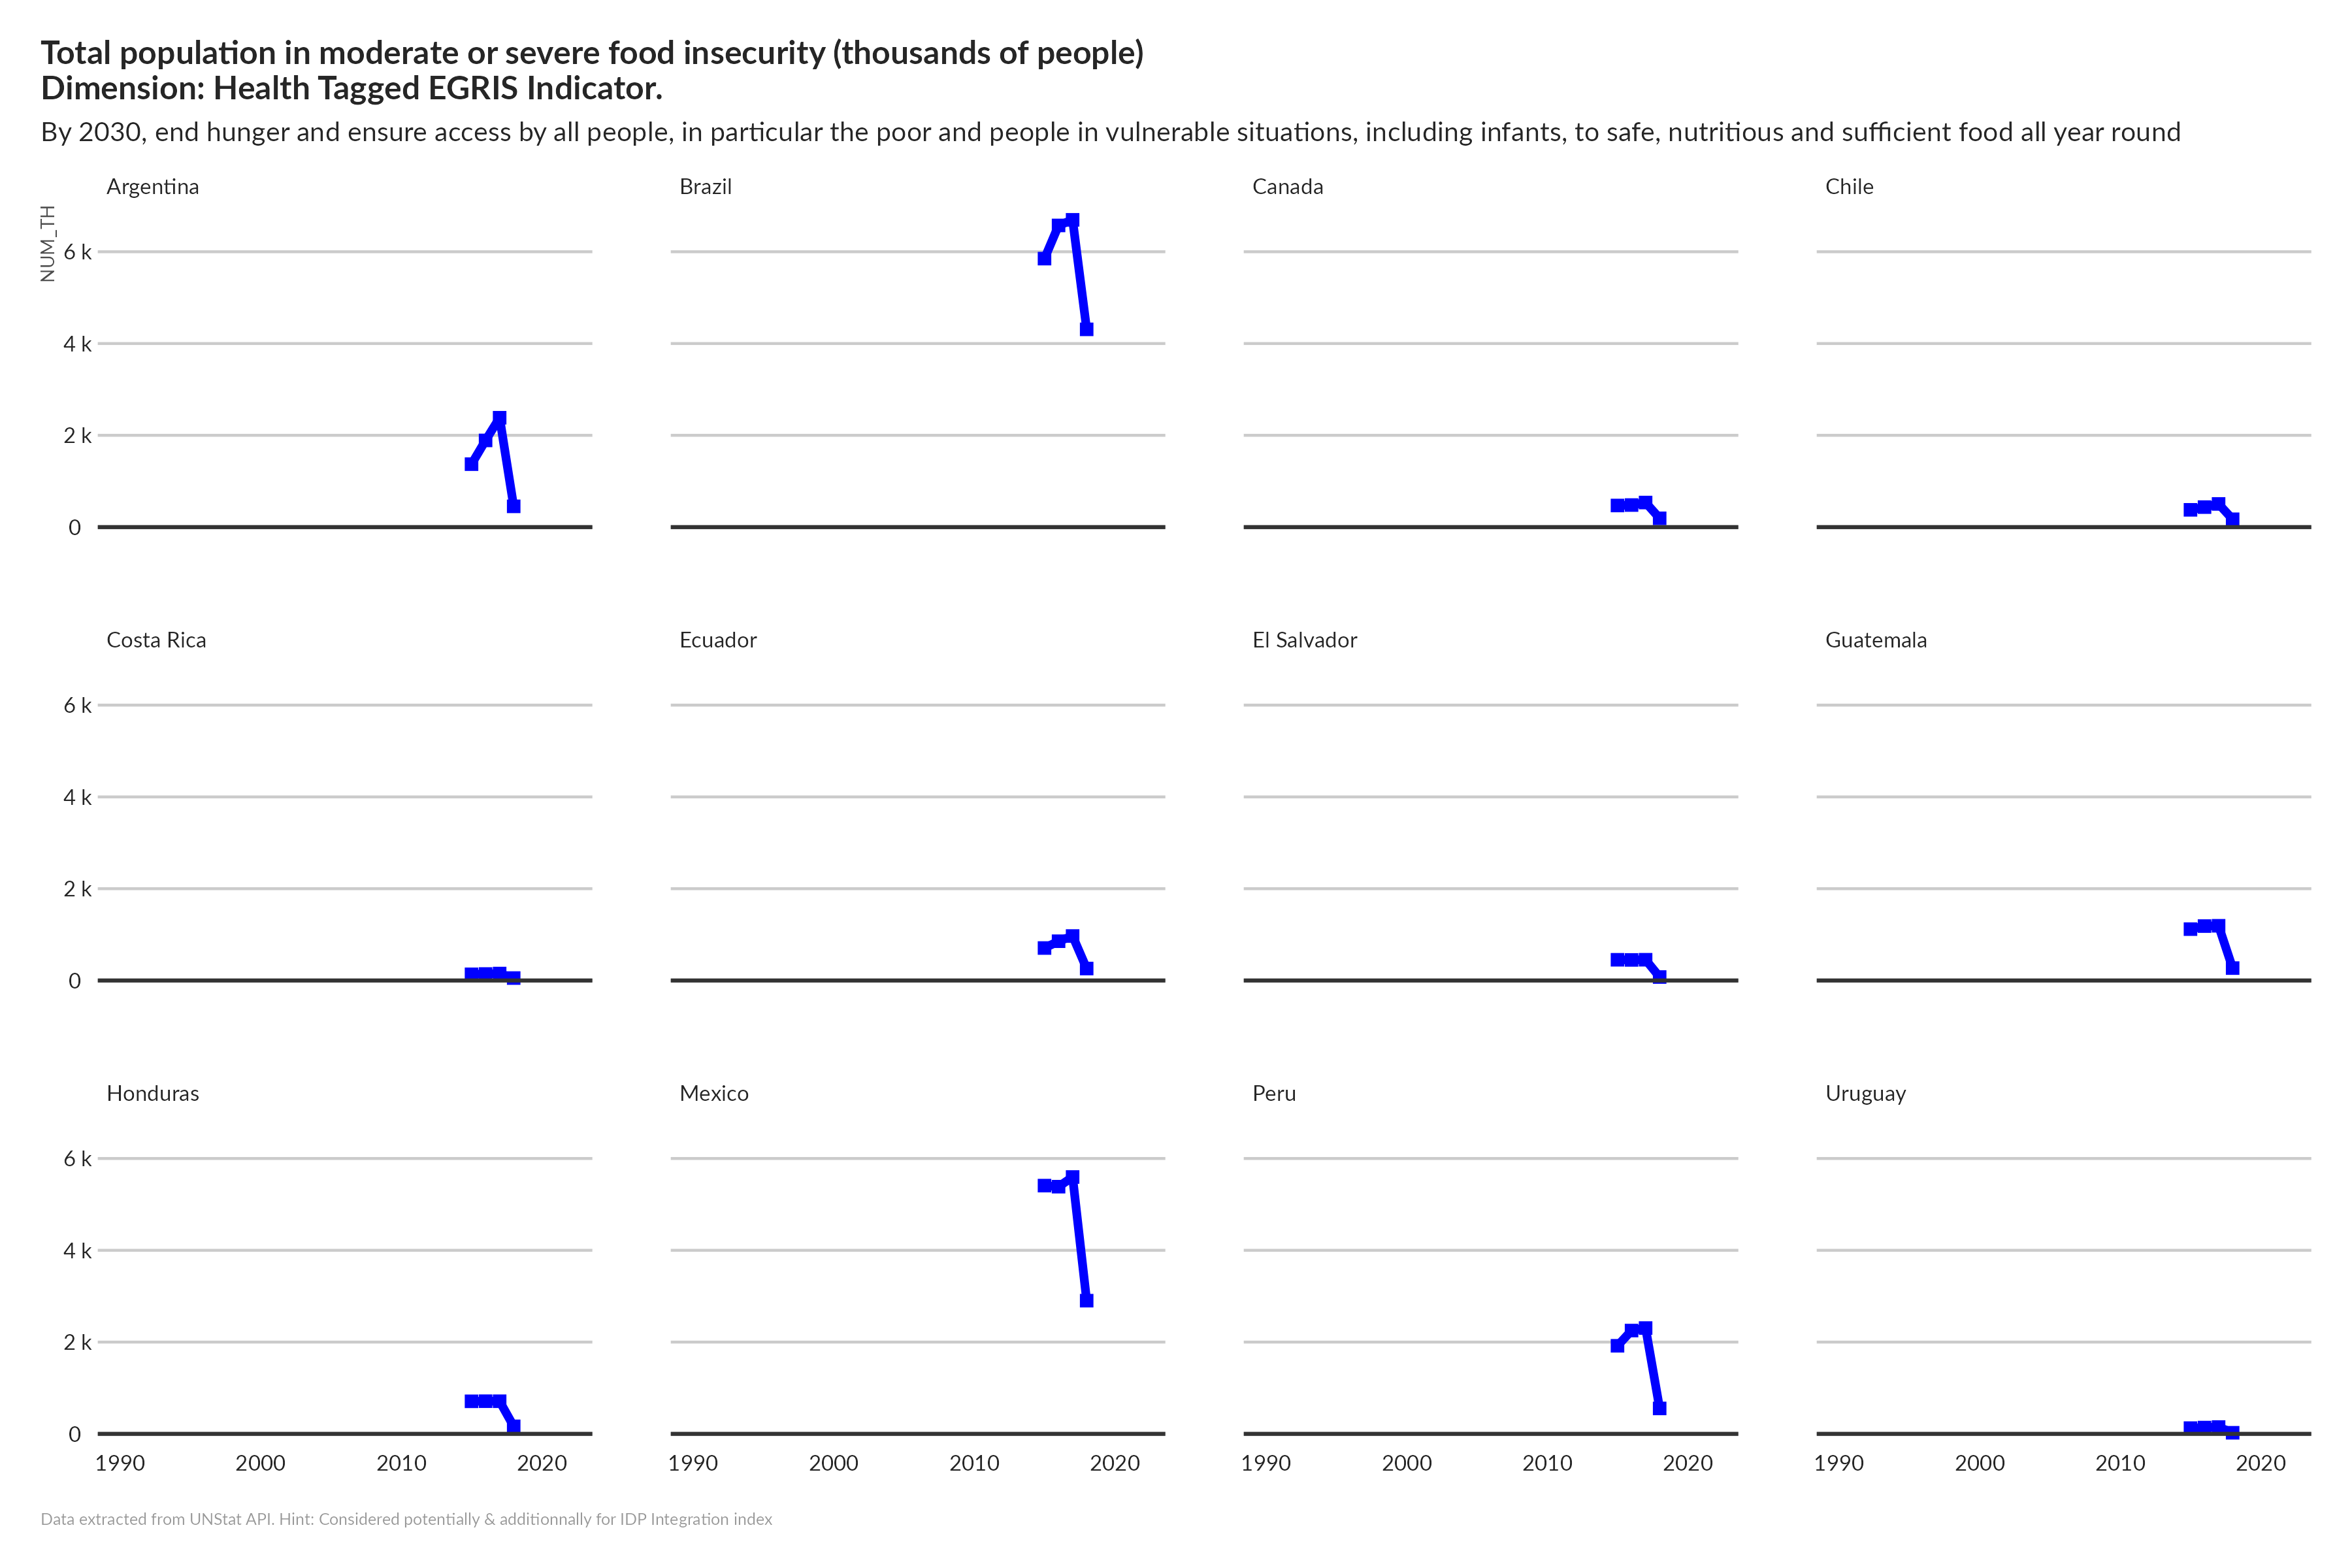 Total population in moderate or severe food insecurity (thousands of people)
Dimension: Health Tagged EGRIS Indicator.
By 2030, end hunger and ensure access by all people, in particular the poor and people in vulnerable situations, including infants, to safe, nutritious and sufficient food all year round
Argentina
Brazil
Canada
Chile
NUM_TH
6 k
4 k
2 k
0
Costa Rica
Ecuador
El Salvador
Guatemala
6 k
4 k
2 k
0
Honduras
Mexico
Peru
Uruguay
6 k
4 k
2 k
0
1990 2000 2010 2020
1990 2000 2010 2020
1990 2000 2010 2020
1990 2000 2010 2020
Data extracted from UNStat API. Hint: Considered potentially & additionnally for IDP Integration index